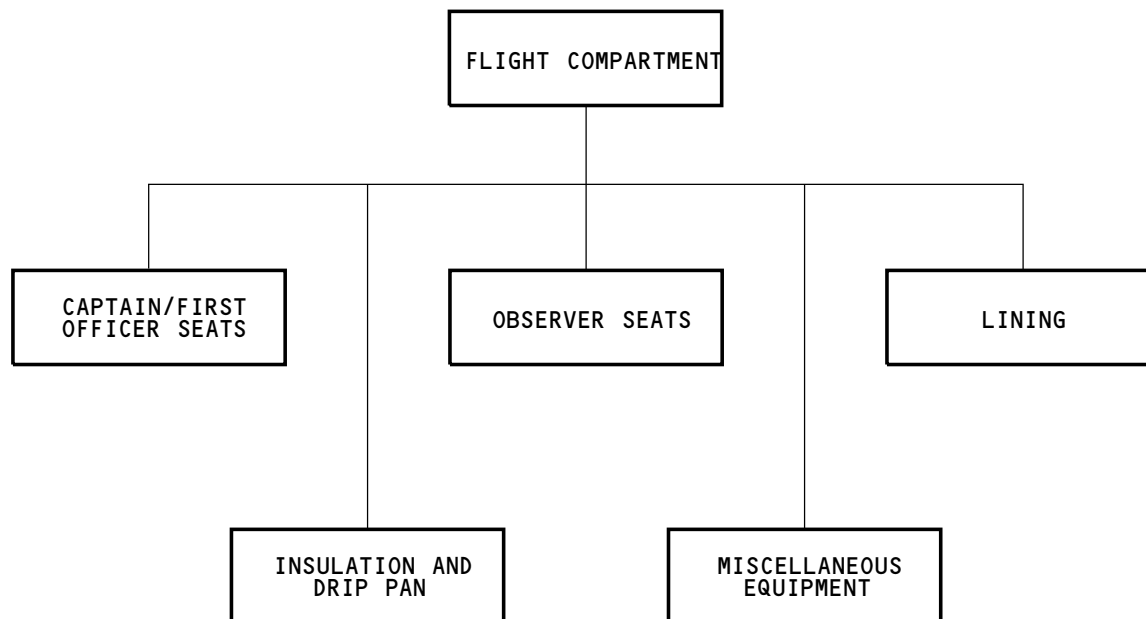 FLIGHT COMPARTMENT
CAPTAIN/FIRST
OFFICER SEATS
OBSERVER SEATS
LINING
INSULATION AND
DRIP PAN
MISCELLANEOUS
EQUIPMENT